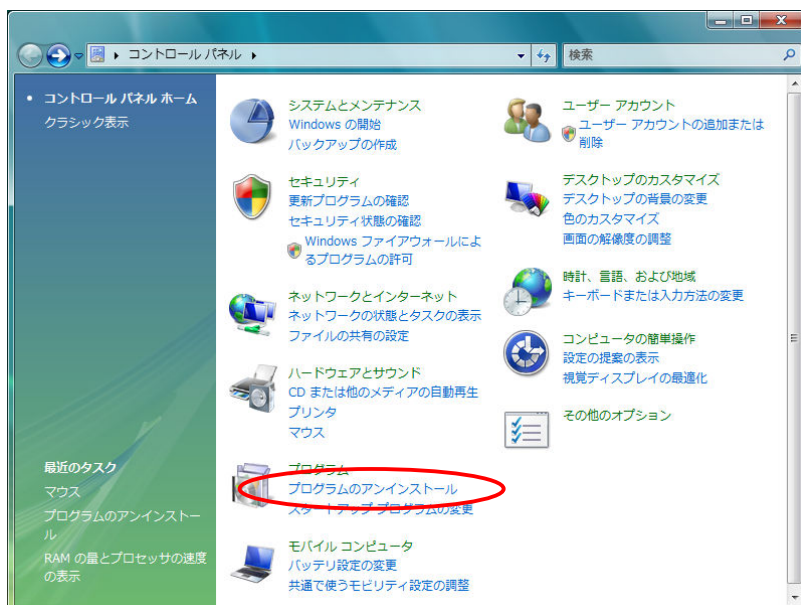 コントロール パネル
検索
コントロール パネル ホーム
クラシック表示
最近のタスク
マウス
プログラムのアンインストー
ル
RAM の量とプロセッサの速度
の表示
システムとメンテナンス
Windows の開始
バックアップの作成
セキュリティ
更新プログラムの確認
セキュリティ状態の確認
Windows ファイアウォールによ
るプログラムの許可
ネットワークとインターネット
ネットワークの状態とタスクの表示
ファイルの共有の設定
ハードウェアとサウンド
CD または他のメディアの自動再生
プリンタ
マウス
プログラム
プログラムのアンインストール
スタートアップ プログラムの変更
モバイル コンピュータ
バッテリ設定の変更
共通で使うモビリティ設定の調整
ユーザー アカウント
ユーザー アカウントの追加または
削除
デスクトップのカスタマイズ
デスクトップの背景の変更
色のカスタマイズ
画面の解像度の調整
時計、言語、および地域
キーボードまたは入力方法の変更
コンピュータの簡単操作
設定の提案の表示
視覚ディスプレイの最適化
その他のオプション